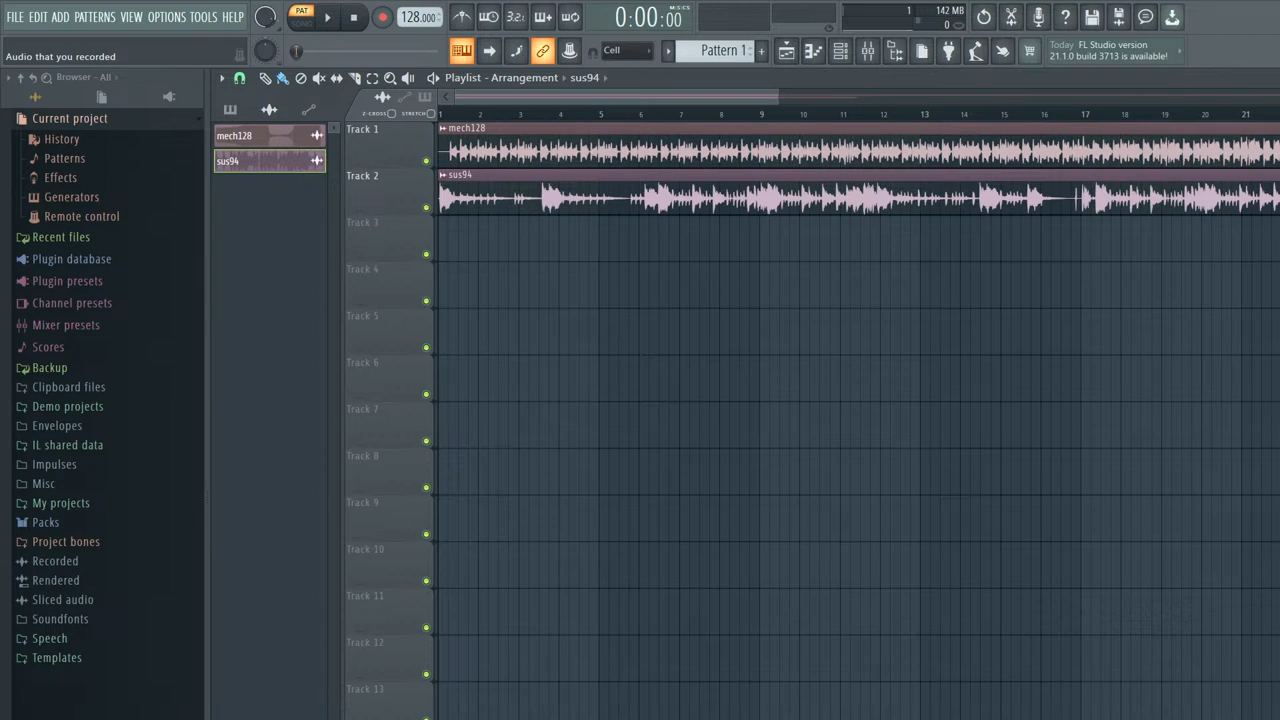 FILE EDIT ADD PATTERNS VIEW OPTIONS TOOLS HELP
PAT
SONG
128.000
3.2.
0:00:00
M:S:CS
1
142 MB
0
Audio that you recorded
Cell
Pattern 1
Today FL Studio version
21.1.0 build 3713 is available!
Browser - All
Playlist - Arrangement
sus94
Z-CROSS
STRETCH
1 2 3 4 5 6 7 8 9 10 11 12 13 14 15 16 17 18 19 20 21
Current project
History
Patterns
Effects
Generators
Remote control
Recent files
Plugin database
Plugin presets
Channel presets
Mixer presets
Scores
Backup
Clipboard files
Demo projects
Envelopes
IL shared data
Impulses
Misc
My projects
Packs
Project bones
Recorded
Rendered
Sliced audio
Soundfonts
Speech
Templates
mech128
sus94
Track 1
mech128
Track 2
sus94
Track 3
Track 4
Track 5
Track 6
Track 7
Track 8
Track 9
Track 10
Track 11
Track 12
Track 13